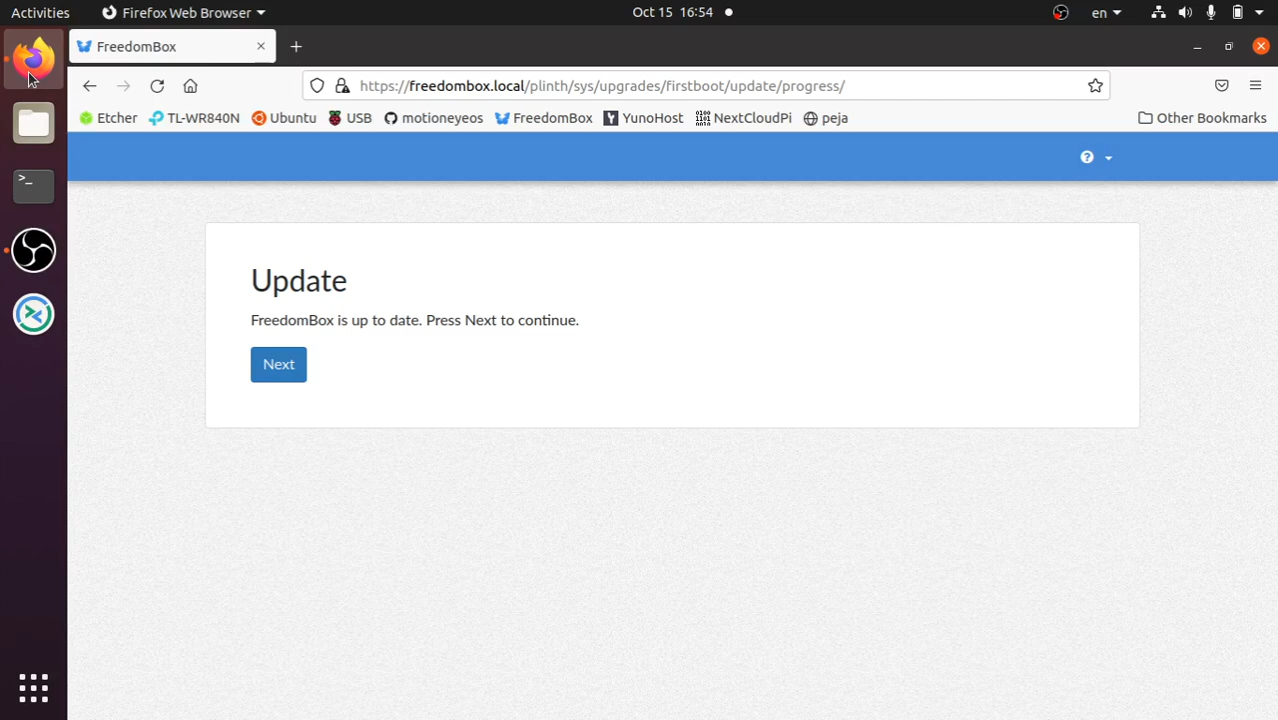 Activities Firefox Web Browser Oct 15 16:54 en
FreedomBox
https://freedombox.local/plinth/sys/upgrades/firstboot/update/progress/
Etcher TL-WR840N Ubuntu USB motioneyeos FreedomBox YunoHost NextCloudPi peja Other Bookmarks
Update
FreedomBox is up to date. Press Next to continue.
Next